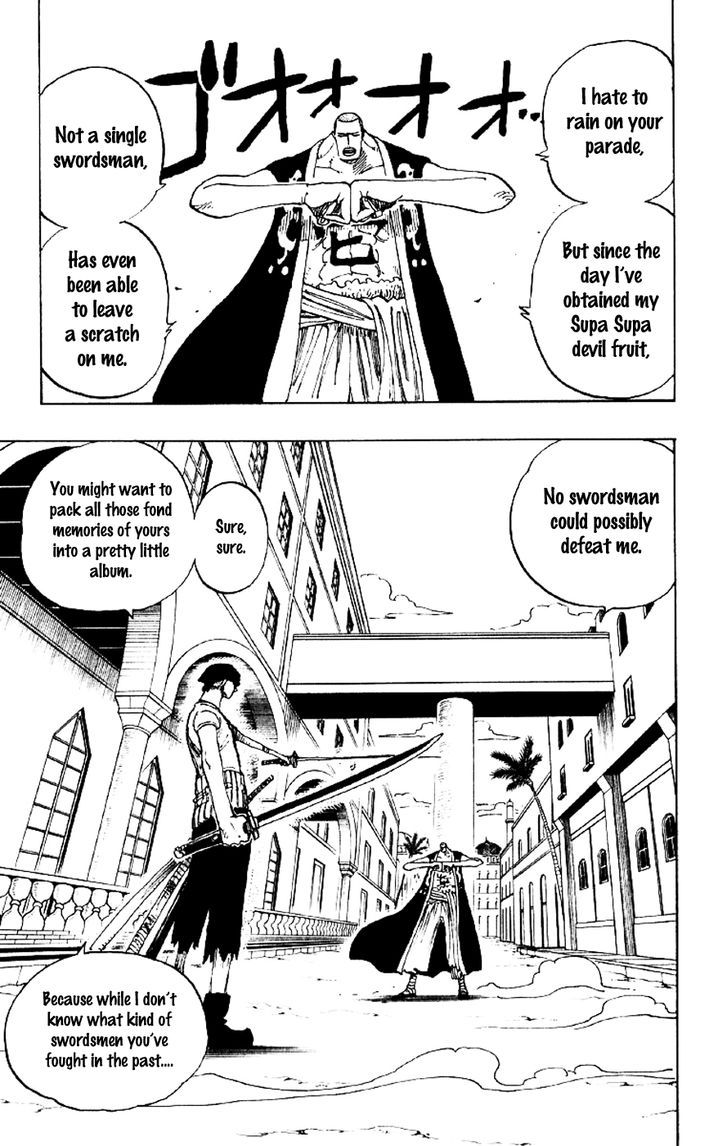 ゴオオオオ‥
I hate to
rain on your
parade,
But since the
day I've
obtained my
Supa Supa
devil fruit,
Not a single
swordsman,
Has even
been able
to leave
a scratch
on me.
ヒ
No swordsman
could possibly
defeat me.
Sure,
sure.
You might want to
pack all those fond
memories of yours
into a pretty little
album.
Because while I don't
know what kind of
swordsmen you've
fought in the past....